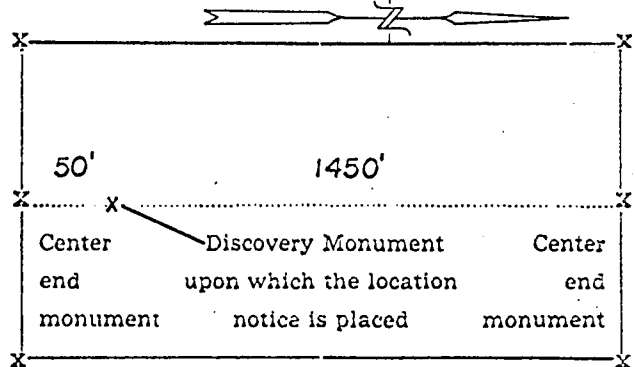 N
50' 1450'
Center Discovery Monument Center
end upon which the location end
monument notice is placed monument